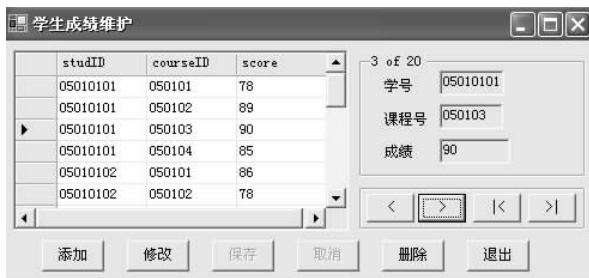 学生成绩维护
studID courseID score
05010101 050101 78
05010101 050102 89
05010101 050103 90
05010101 050104 85
05010102 050101 86
05010102 050102 78
3 of 20
学号 05010101
课程号 050103
成绩 90
< > |< >|
添加 修改 保存 取消 删除 退出